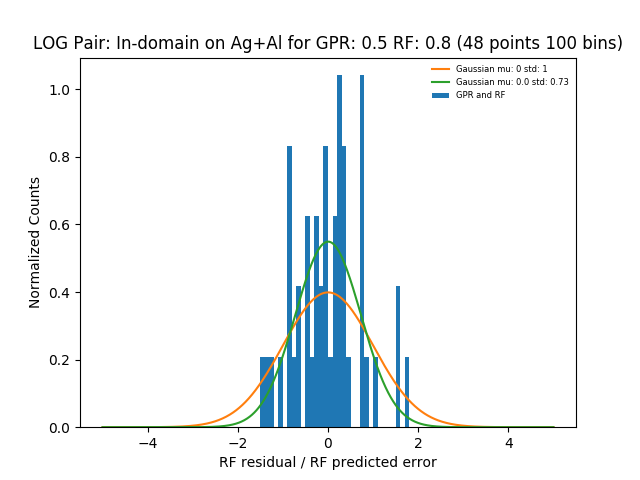 LOG Pair: In-domain on Ag+Al for GPR: 0.5 RF: 0.8 (48 points 100 bins)
Gaussian mu: 0 std: 1
Gaussian mu: 0.0 std: 0.73
GPR and RF
Normalized Counts
1.0
0.8
0.6
0.4
0.2
0.0
−4
−2
0
2
4
RF residual / RF predicted error